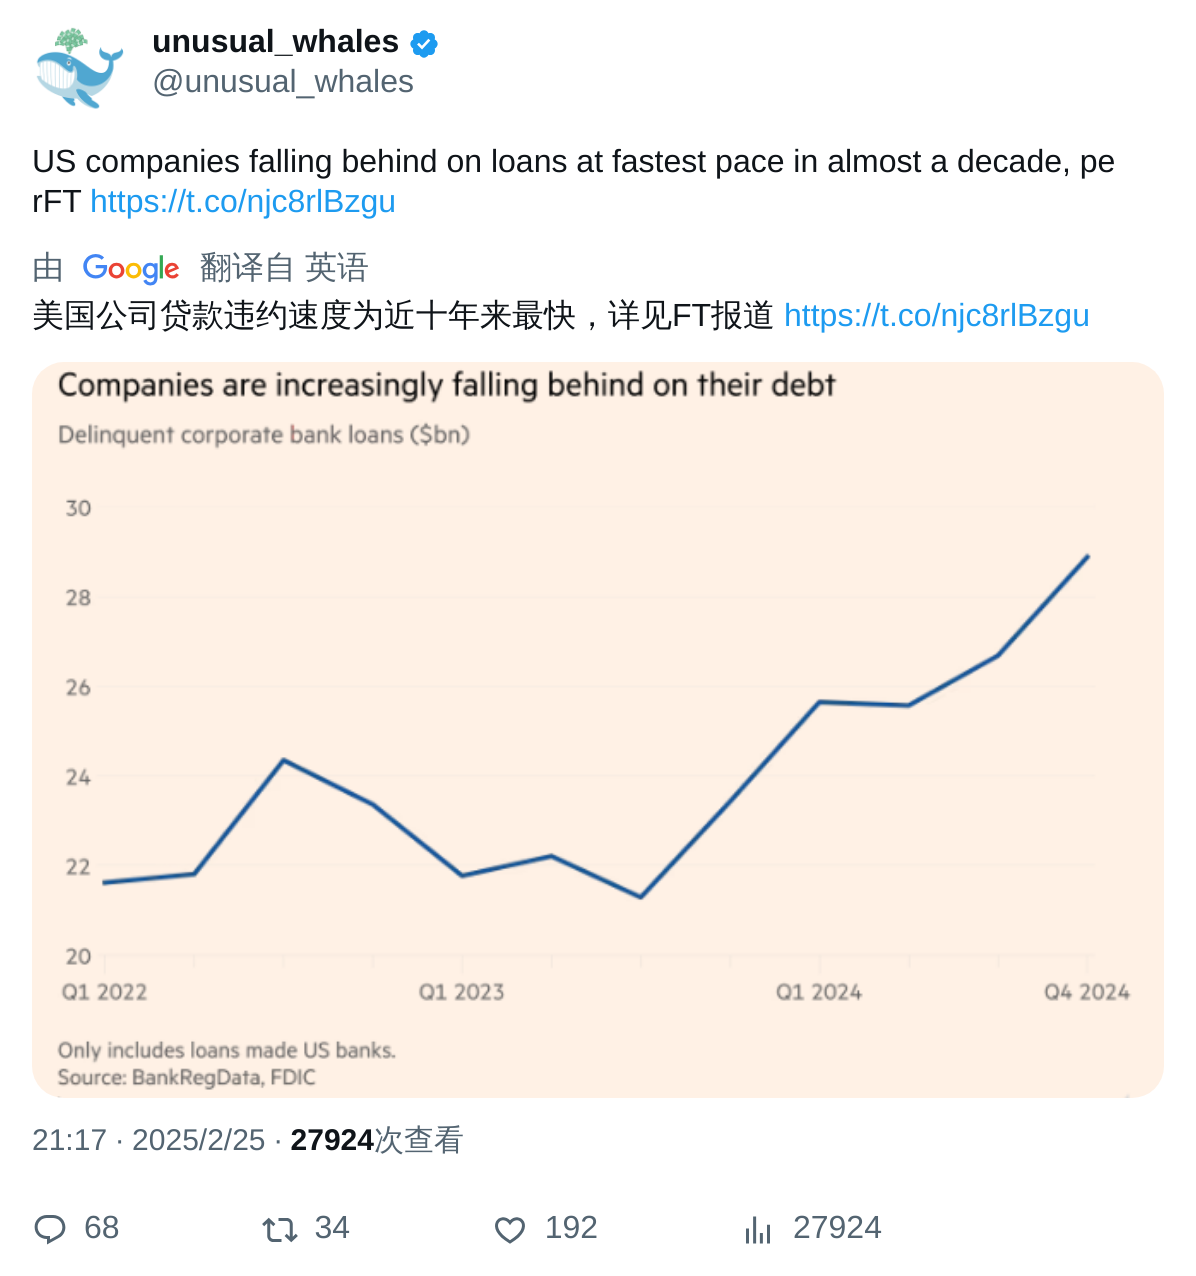 unusual_whales
@unusual_whales
US companies falling behind on loans at fastest pace in almost a decade, pe
rFT https://t.co/njc8rlBzgu
由 Google 翻译自 英语
美国公司贷款违约速度为近十年来最快，详见FT报道 https://t.co/njc8rlBzgu
Companies are increasingly falling behind on their debt
Delinquent corporate bank loans ($bn)
30
28
26
24
22
20
Q1 2022 Q1 2023 Q1 2024 Q4 2024
Only includes loans made US banks.
Source: BankRegData, FDIC
21:17 · 2025/2/25 · 27924次查看
68 34 192 27924